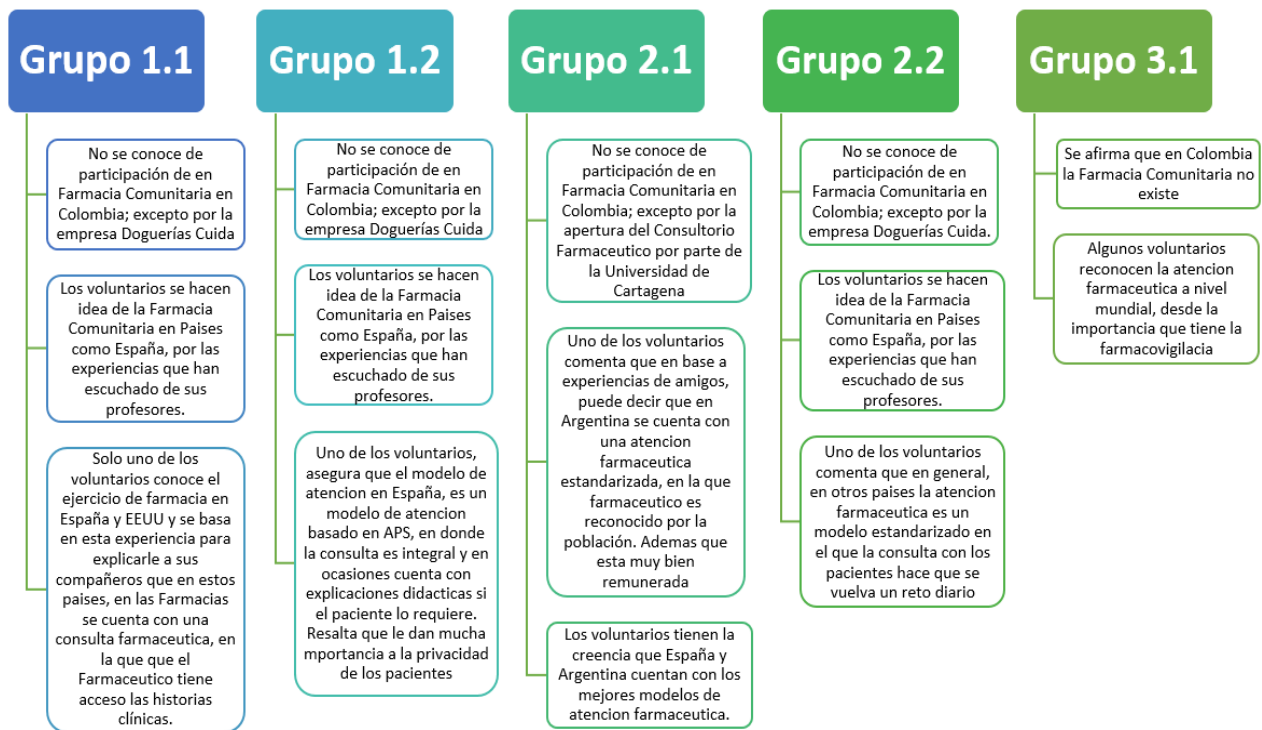 Grupo 1.1
No se conoce de
participación de en
Farmacia Comunitaria en
Colombia; excepto por la
empresa Doguerías Cuida
Los voluntarios se hacen
idea de la Farmacia
Comunitaria en Paises
como España, por las
experiencias que han
escuchado de sus
profesores.
Solo uno de los
voluntarios conoce el
ejercicio de farmacia en
España y EEUU y se basa
en esta experiencia para
explicarle a sus
compañeros que en estos
paises, en las Farmacias
se cuenta con una
consulta farmaceutica, en
la que que el
Farmaceutico tiene
acceso las historias
clínicas.
Grupo 1.2
No se conoce de
participación de en
Farmacia Comunitaria en
Colombia; excepto por la
empresa Doguerías Cuida
Los voluntarios se hacen
idea de la Farmacia
Comunitaria en Paises
como España, por las
experiencias que han
escuchado de sus
profesores.
Uno de los voluntarios,
asegura que el modelo de
atencion en España, es un
modelo de atencion
basado en APS, en donde
la consulta es integral y en
ocasiones cuenta con
explicaciones didacticas si
el paciente lo requiere.
Resalta que le dan mucha
mportancia a la privacidad
de los pacientes
Grupo 2.1
No se conoce de
participación de en
Farmacia Comunitaria en
Colombia; excepto por la
apertura del Consultorio
Farmaceutico por parte de
la Universidad de
Cartagena
Uno de los voluntarios
comenta que en base a
experiencias de amigos,
puede decir que en
Argentina se cuenta con
una atencion
farmaceutica
estandarizada, en la que
farmaceutico es
reconocido por la
población. Ademas que
esta muy bien
remunerada
Los voluntarios tienen la
creencia que España y
Argentina cuentan con los
mejores modelos de
atencion farmaceutica.
Grupo 2.2
No se conoce de
participación de en
Farmacia Comunitaria en
Colombia; excepto por la
empresa Doguerías Cuida.
Los voluntarios se hacen
idea de la Farmacia
Comunitaria en Paises
como España, por las
experiencias que han
escuchado de sus
profesores.
Uno de los voluntarios
comenta que en general,
en otros paises la atencion
farmaceutica es un
modelo estandarizado en
el que la consulta con los
pacientes hace que se
vuelva un reto diario
Grupo 3.1
Se afirma que en Colombia
la Farmacia Comunitaria no
existe
Algunos voluntarios
reconocen la atencion
farmaceutica a nivel
mundial, desde la
importancia que tiene la
farmacovigilacia